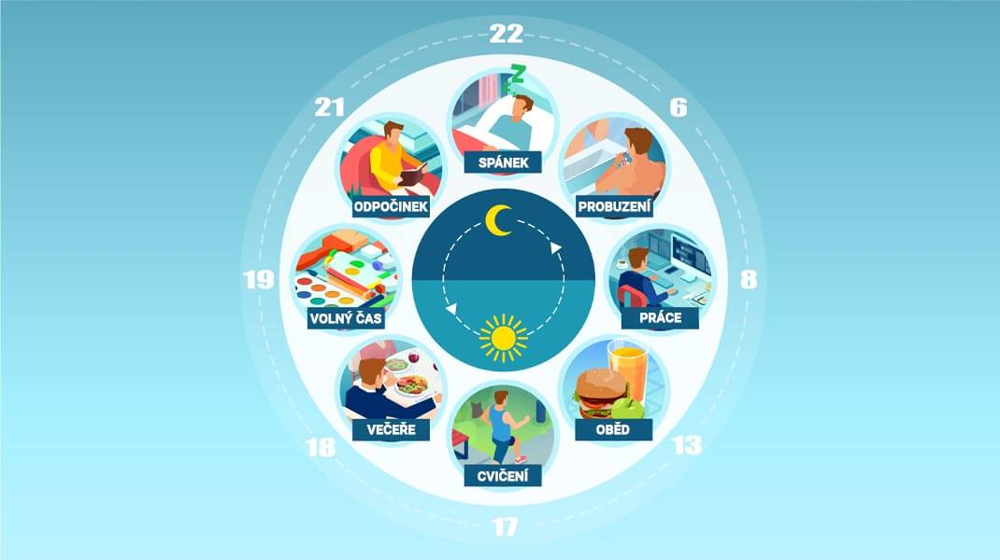 22
SPÁNEK
6
PROBUZENÍ
8
PRÁCE
13
OBĚD
17
CVIČENÍ
18
VEČEŘE
19
VOLNÝ ČAS
21
ODPOČINEK
Z